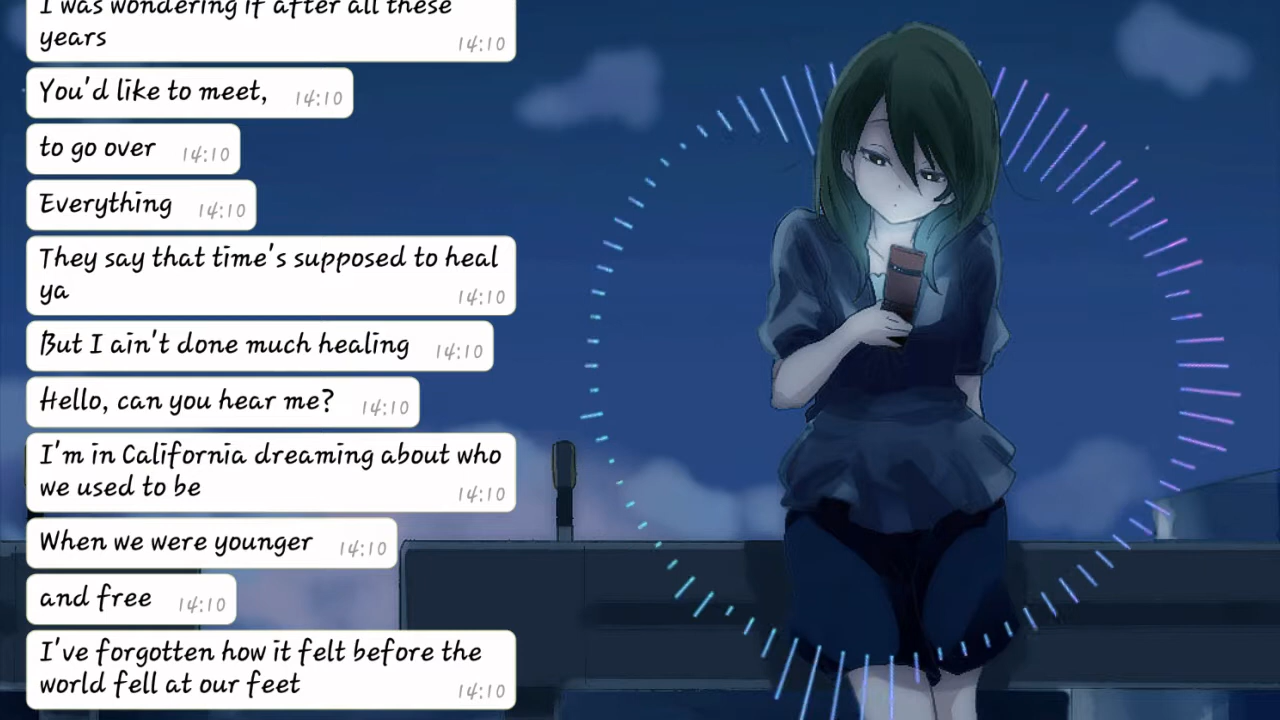 I was wondering if after all these
years
14:10
You'd like to meet,
14:10
to go over
14:10
Everything
14:10
They say that time's supposed to heal
ya
14:10
But I ain't done much healing
14:10
Hello, can you hear me?
14:10
I'm in California dreaming about who
we used to be
14:10
When we were younger
14:10
and free
14:10
I've forgotten how it felt before the
world fell at our feet
14:10